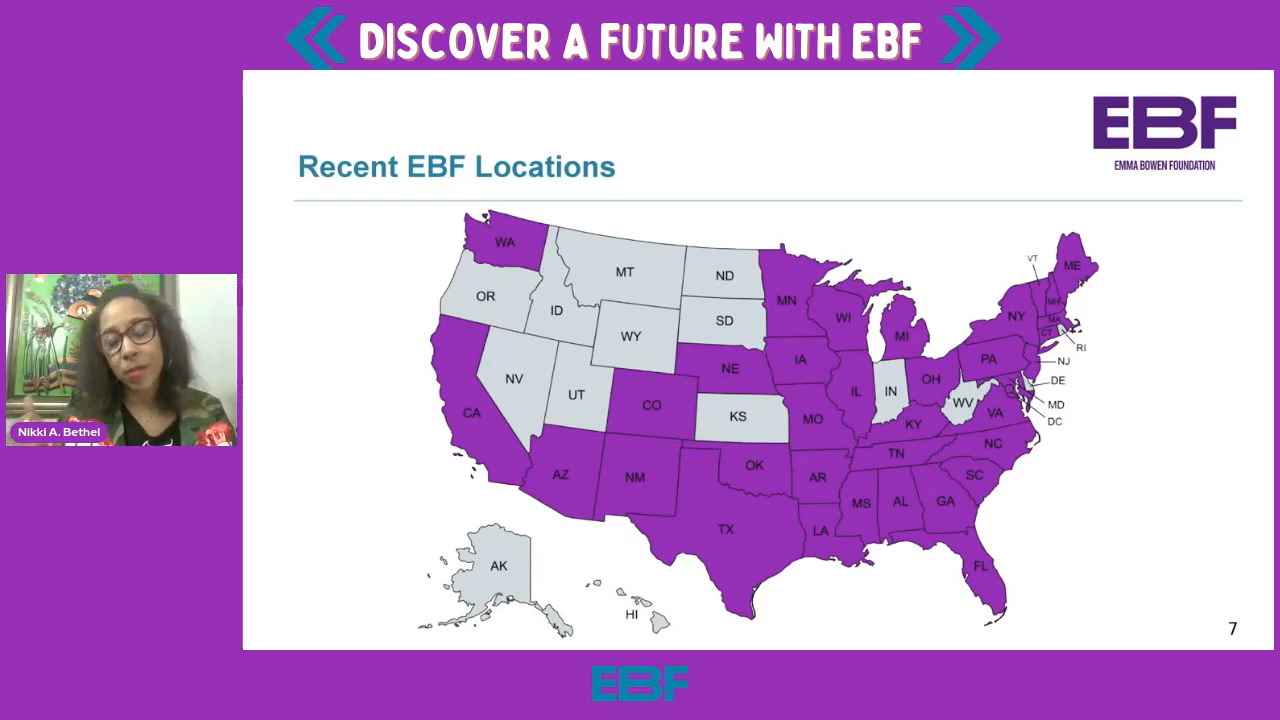 DISCOVER A FUTURE WITH EBF
EBF
EMMA BOWEN FOUNDATION
Recent EBF Locations
WA
MT
ND
MN
VT
ME
OR
ID
SD
WI
MI
NY
NH
MA
CT
RI
WY
NE
IA
PA
NJ
NV
UT
CO
KS
IL
IN
OH
DE
MD
DC
CA
MO
KY
WV
VA
AZ
NM
OK
AR
TN
NC
SC
TX
LA
MS
AL
GA
FL
AK
HI
Nikki A. Bethel
7
EBF